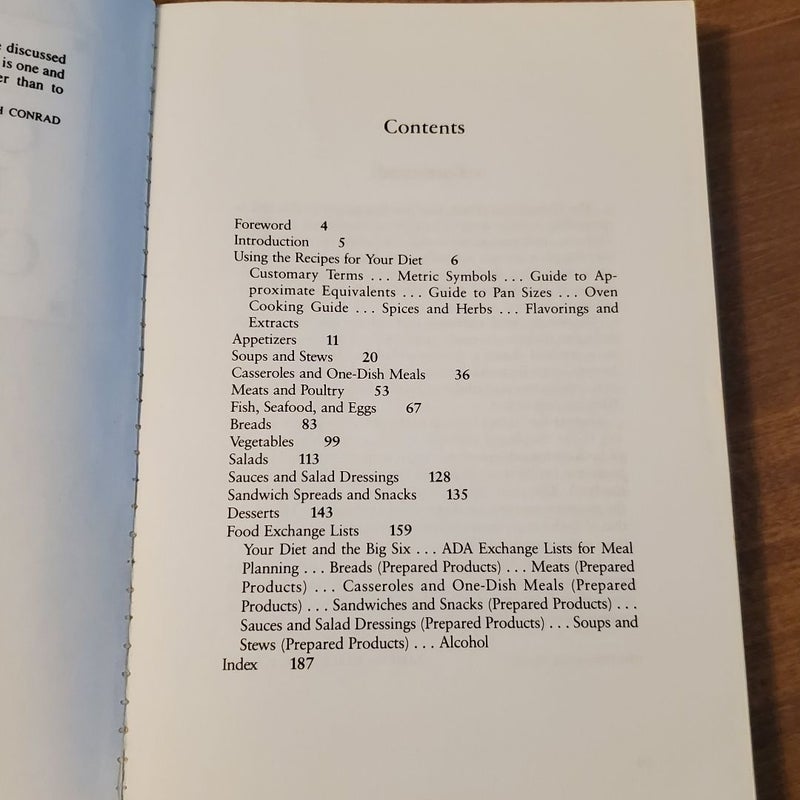 discussed
is one and
than to
CONRAD
Contents
Foreword 4
Introduction 5
Using the Recipes for Your Diet 6
Customary Terms . . . Metric Symbols . . . Guide to Ap-
proximate Equivalents . . . Guide to Pan Sizes . . . Oven
Cooking Guide . . . Spices and Herbs . . . Flavorings and
Extracts
Appetizers 11
Soups and Stews 20
Casseroles and One-Dish Meals 36
Meats and Poultry 53
Fish, Seafood, and Eggs 67
Breads 83
Vegetables 99
Salads 113
Sauces and Salad Dressings 128
Sandwich Spreads and Snacks 135
Desserts 143
Food Exchange Lists 159
Your Diet and the Big Six . . . ADA Exchange Lists for Meal
Planning . . . Breads (Prepared Products) . . . Meats (Prepared
Products) . . . Casseroles and One-Dish Meals (Prepared
Products) . . . Sandwiches and Snacks (Prepared Products) . . .
Sauces and Salad Dressings (Prepared Products) . . . Soups and
Stews (Prepared Products) . . . Alcohol
Index 187